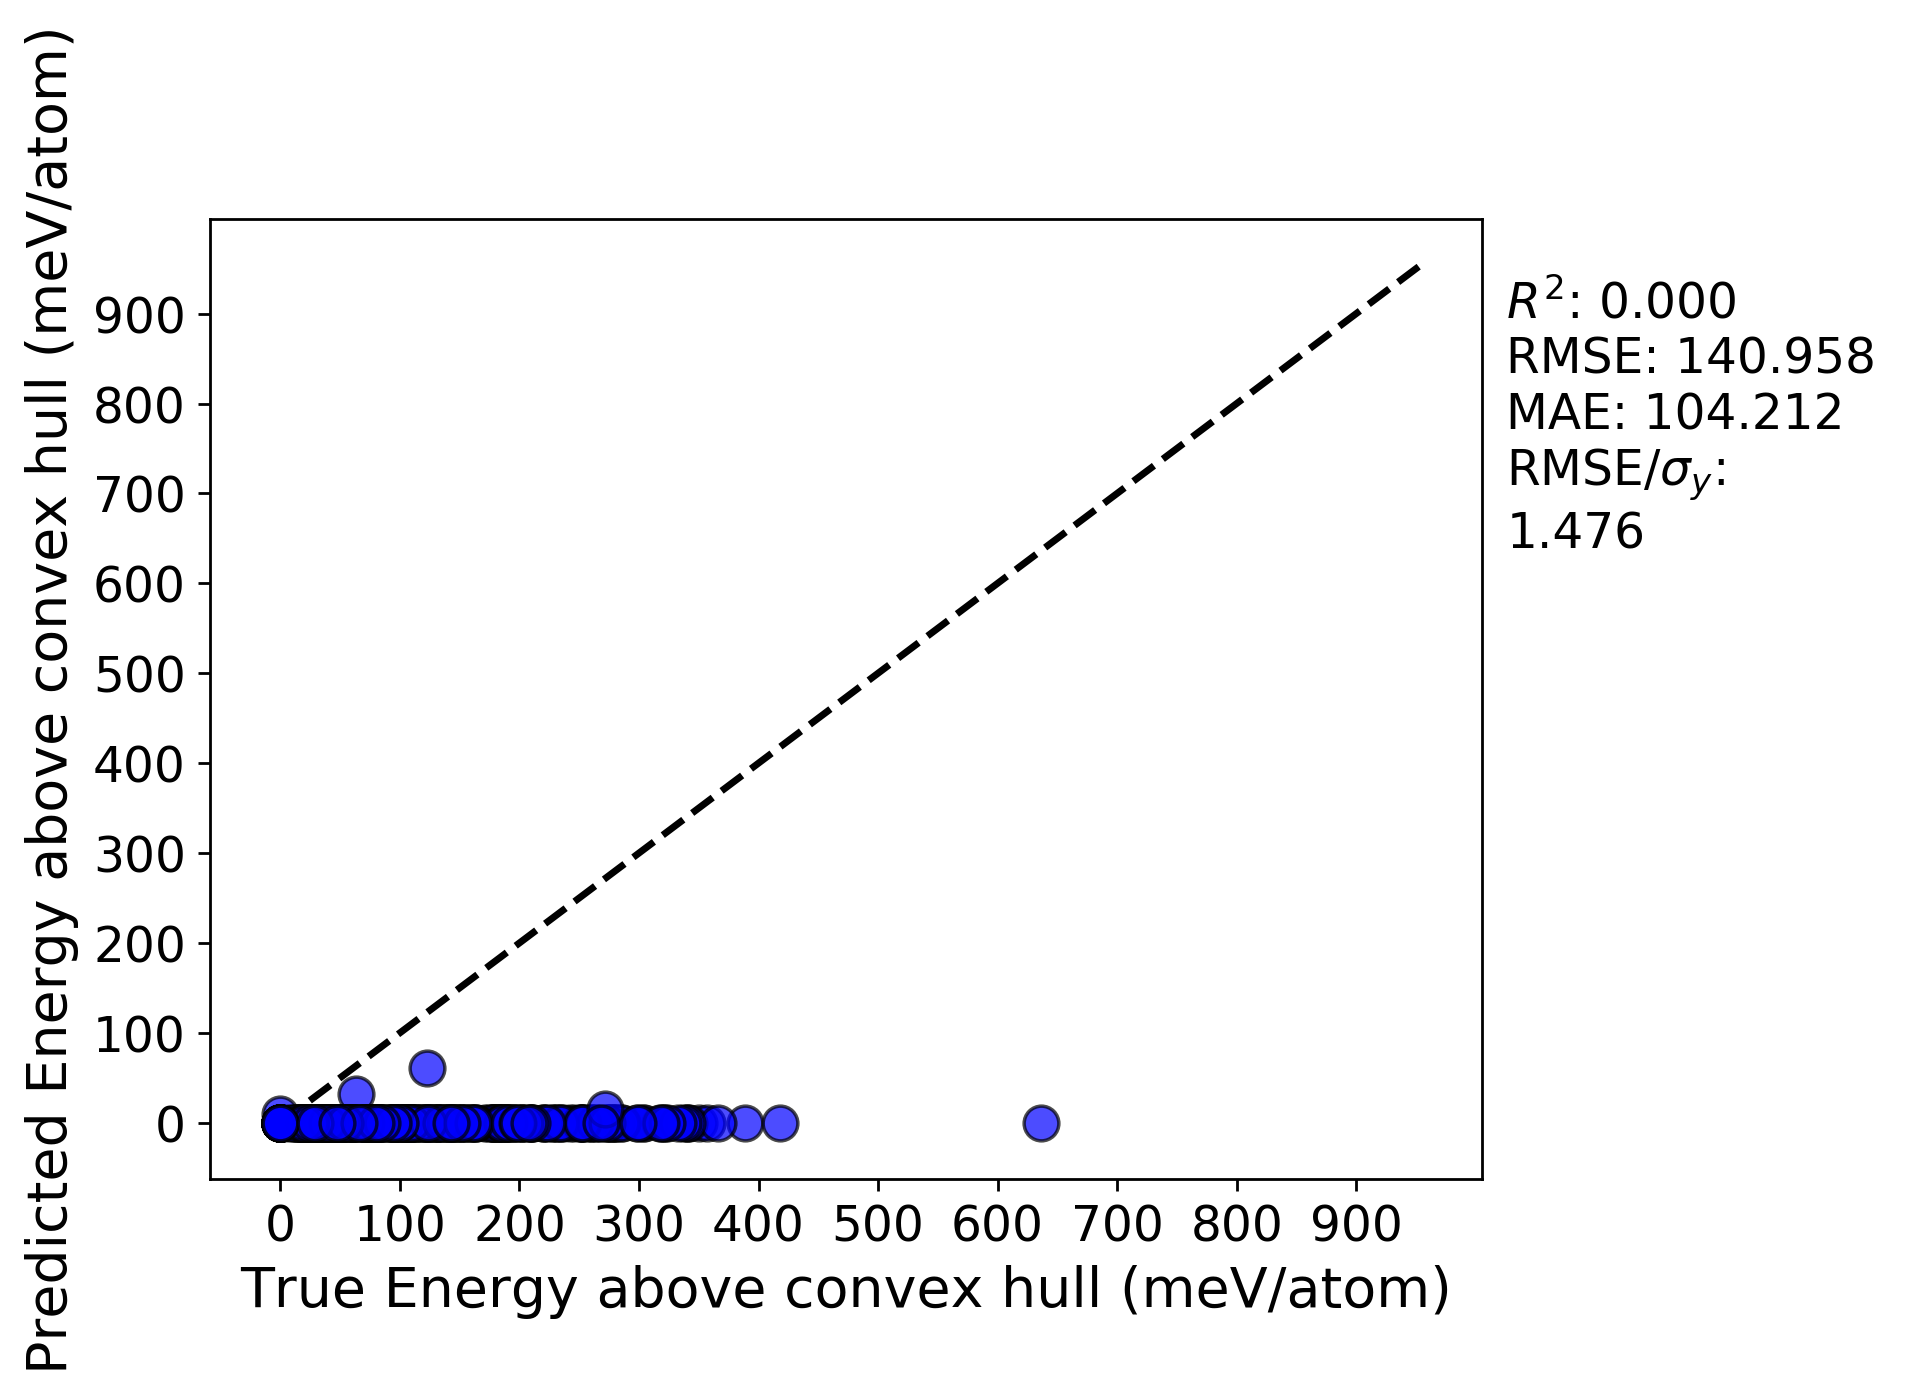 Predicted Energy above convex hull (meV/atom)
900
800
700
600
500
400
300
200
100
0
0 100 200 300 400 500 600 700 800 900
True Energy above convex hull (meV/atom)
R²: 0.000
RMSE: 140.958
MAE: 104.212
RMSE/σ_y:
1.476